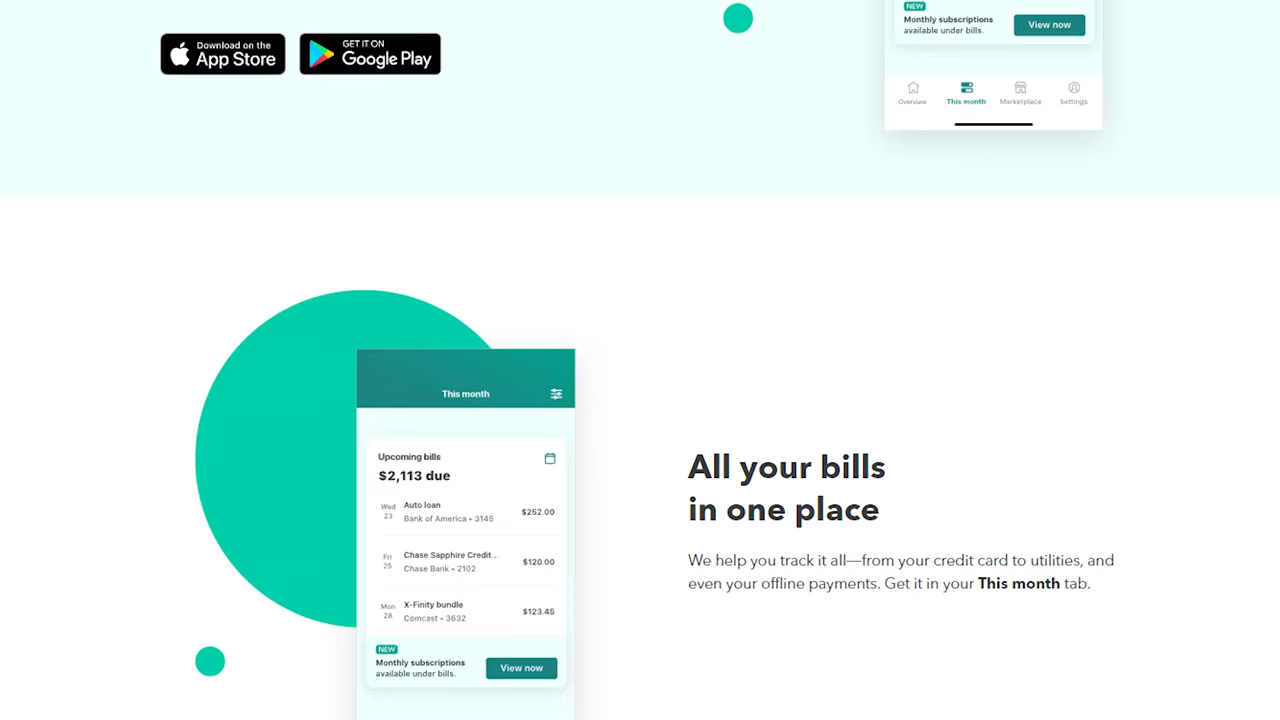 NEW
Monthly subscriptions
available under bills.
View now
Download on the
App Store
GET IT ON
Google Play
Overview
This month
Marketplace
Settings
This month
Upcoming bills
$2,113 due
Wed
23
Auto loan
Bank of America • 3145
$252.00
Fri
25
Chase Sapphire Credit...
Chase Bank • 2102
$120.00
Mon
28
X-Finity bundle
Comcast • 3632
$123.45
NEW
Monthly subscriptions
available under bills.
View now
All your bills
in one place
We help you track it all—from your credit card to utilities, and
even your offline payments. Get it in your This month tab.